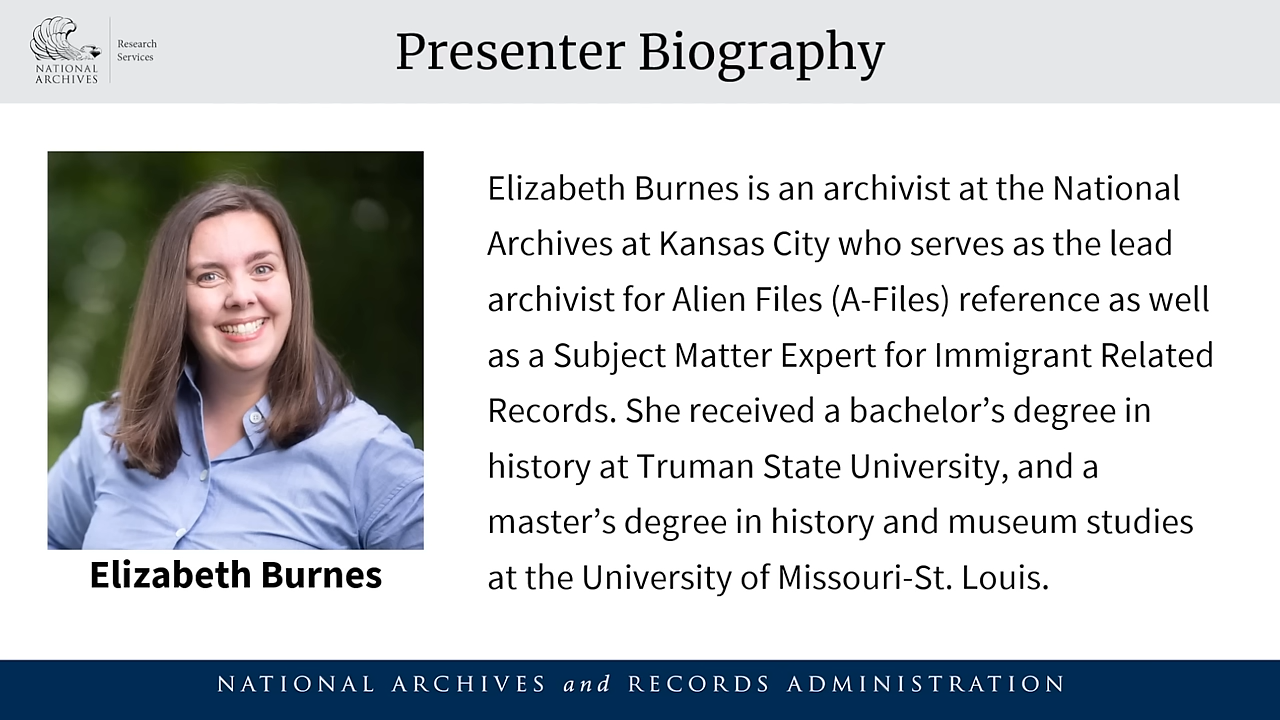 NATIONAL
ARCHIVES
Research
Services
Presenter Biography
Elizabeth Burnes is an archivist at the National
Archives at Kansas City who serves as the lead
archivist for Alien Files (A-Files) reference as well
as a Subject Matter Expert for Immigrant Related
Records. She received a bachelor’s degree in
history at Truman State University, and a
master’s degree in history and museum studies
at the University of Missouri-St. Louis.
Elizabeth Burnes
NATIONAL ARCHIVES and RECORDS ADMINISTRATION